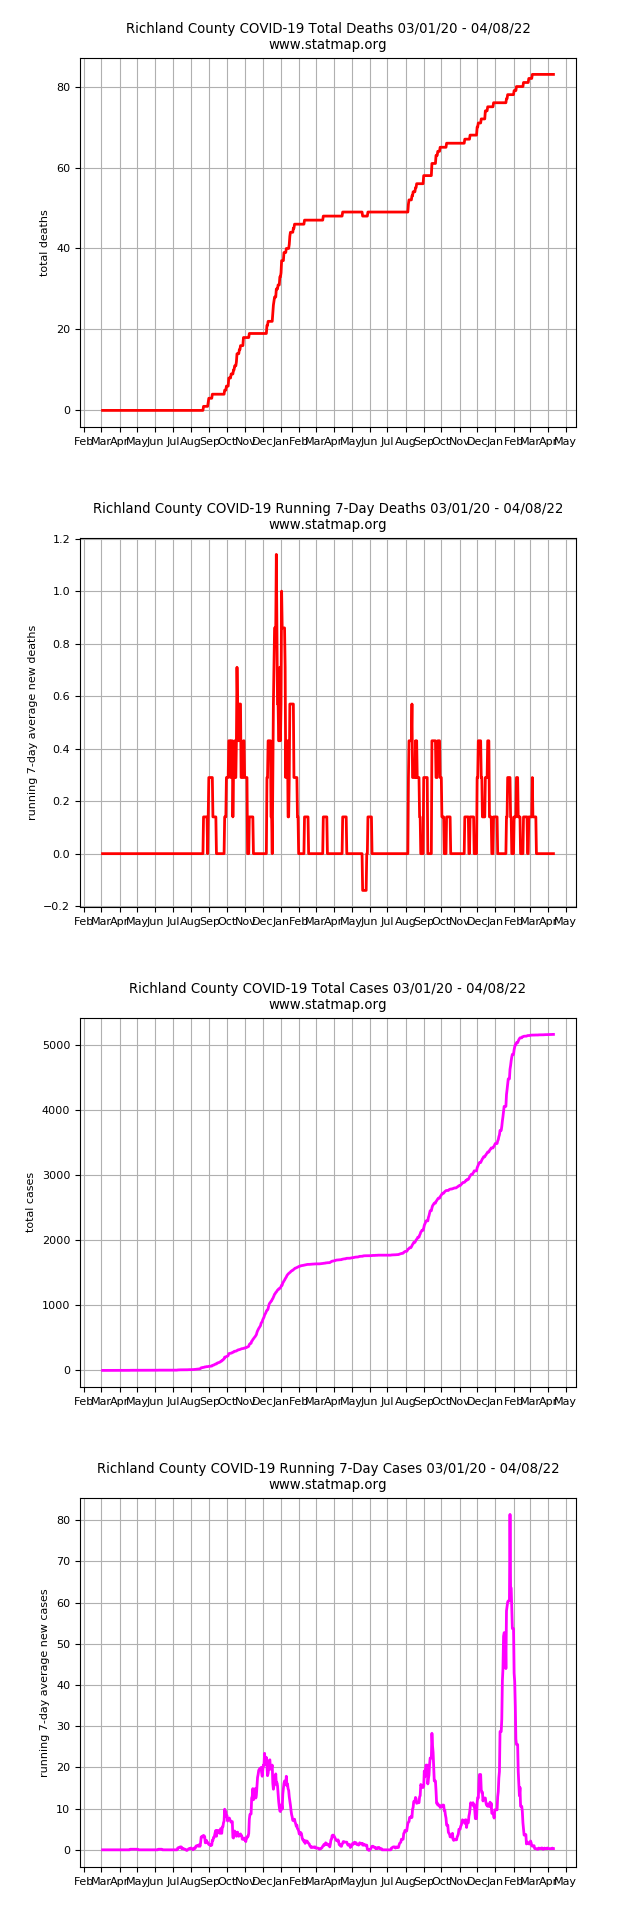 Richland County COVID-19 Total Deaths 03/01/20 - 04/08/22
www.statmap.org
80
60
40
20
0
total deaths
Feb Mar Apr May Jun Jul Aug Sep Oct Nov Dec Jan Feb Mar Apr May Jun Jul Aug Sep Oct Nov Dec Jan Feb Mar Apr May
Richland County COVID-19 Running 7-Day Deaths 03/01/20 - 04/08/22
www.statmap.org
1.2
1.0
0.8
0.6
0.4
0.2
0.0
−0.2
running 7-day average new deaths
Feb Mar Apr May Jun Jul Aug Sep Oct Nov Dec Jan Feb Mar Apr May Jun Jul Aug Sep Oct Nov Dec Jan Feb Mar Apr May
Richland County COVID-19 Total Cases 03/01/20 - 04/08/22
www.statmap.org
5000
4000
3000
2000
1000
0
total cases
Feb Mar Apr May Jun Jul Aug Sep Oct Nov Dec Jan Feb Mar Apr May Jun Jul Aug Sep Oct Nov Dec Jan Feb Mar Apr May
Richland County COVID-19 Running 7-Day Cases 03/01/20 - 04/08/22
www.statmap.org
80
70
60
50
40
30
20
10
0
running 7-day average new cases
Feb Mar Apr May Jun Jul Aug Sep Oct Nov Dec Jan Feb Mar Apr May Jun Jul Aug Sep Oct Nov Dec Jan Feb Mar Apr May